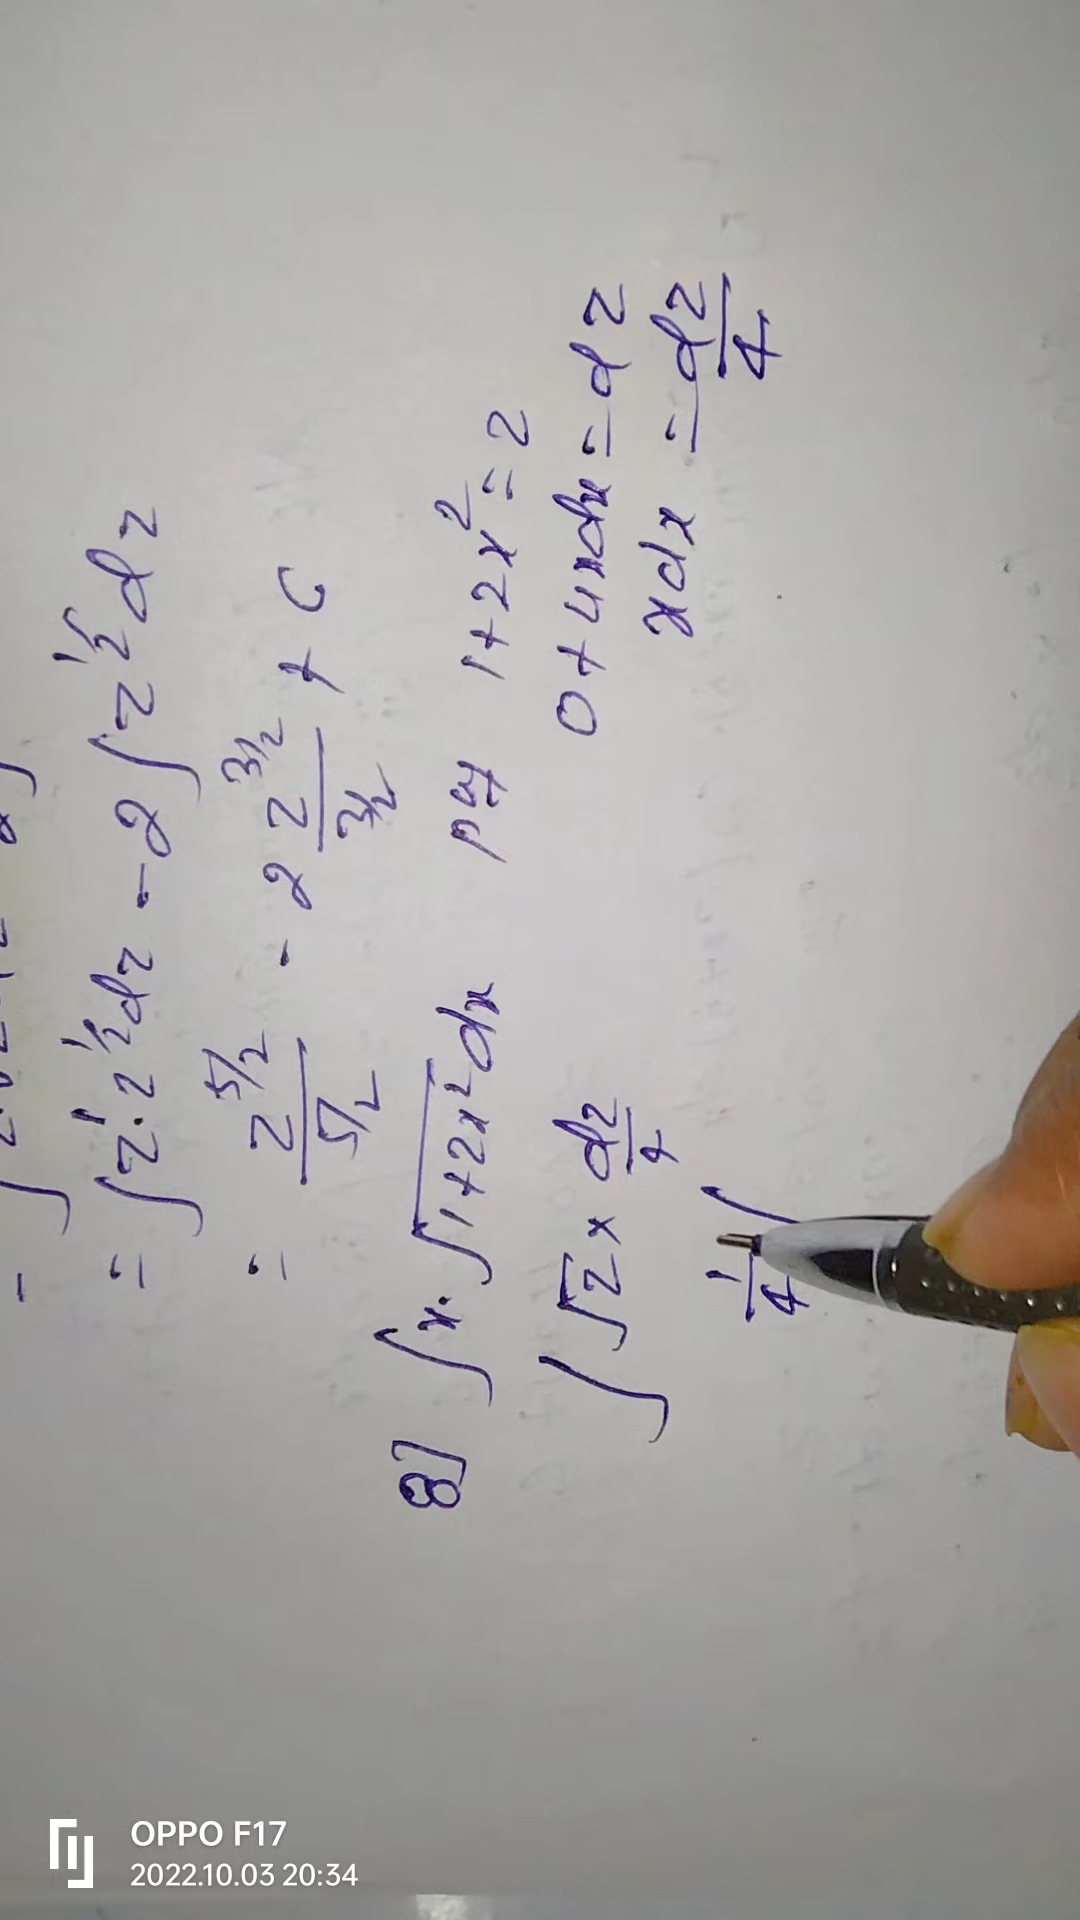 = ∫z¹·z^½dz - 2∫z^½dz
= z^5/2 / 5/2 - 2 z^3/2 / 3/2 + C
8] ∫x·√1+2x² dx put 1+2x²=z
0+4xdx=dz
∫√z × dz/4 xdx = dz/4
1/4 ∫
OPPO F17
2022.10.03 20:34